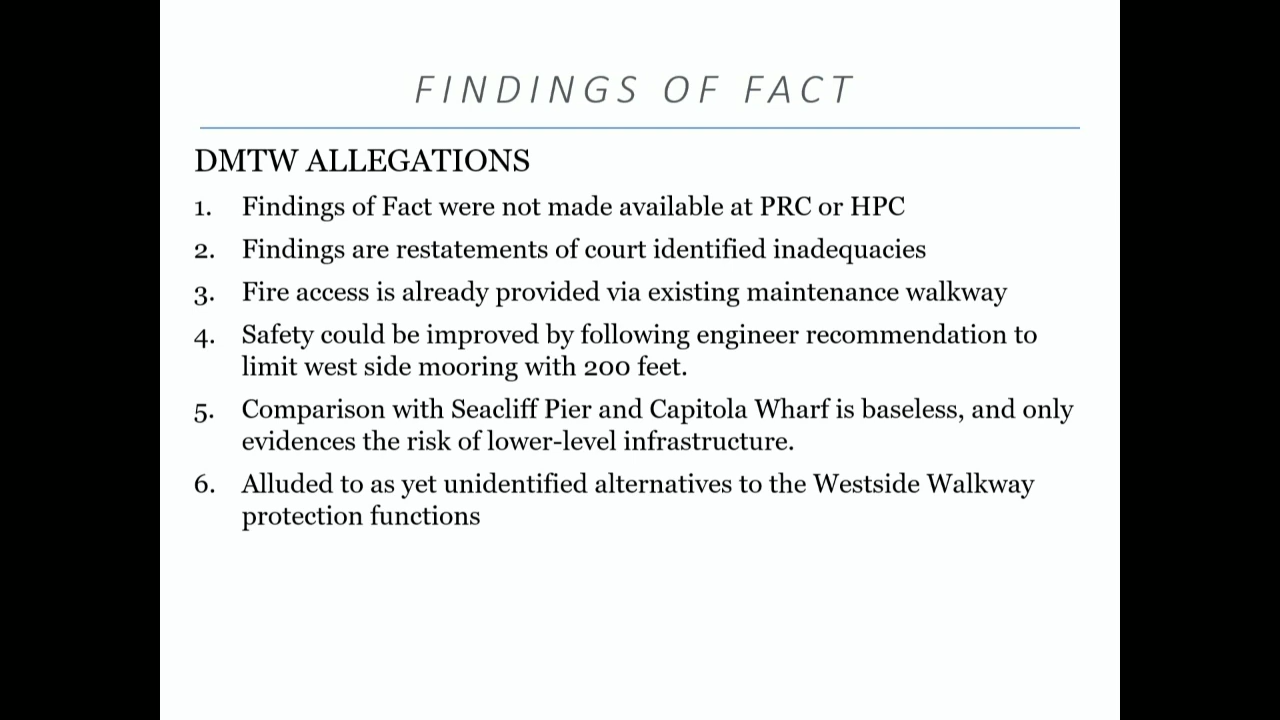 FINDINGS OF FACT
DMTW ALLEGATIONS
1. Findings of Fact were not made available at PRC or HPC
2. Findings are restatements of court identified inadequacies
3. Fire access is already provided via existing maintenance walkway
4. Safety could be improved by following engineer recommendation to
limit west side mooring with 200 feet.
5. Comparison with Seacliff Pier and Capitola Wharf is baseless, and only
evidences the risk of lower-level infrastructure.
6. Alluded to as yet unidentified alternatives to the Westside Walkway
protection functions